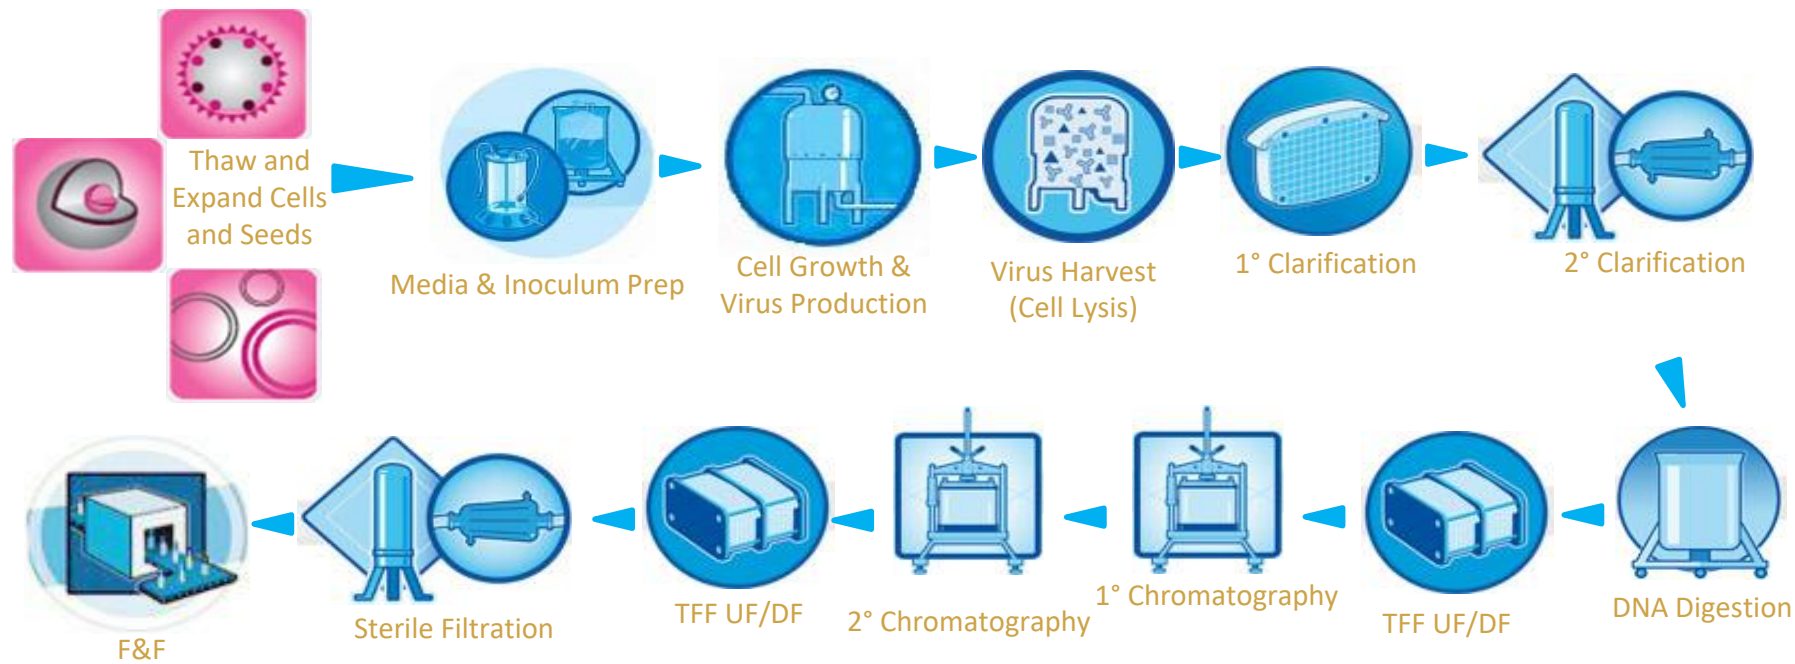 Thaw and
Expand Cells
and Seeds
Media & Inoculum Prep
Cell Growth &
Virus Production
Virus Harvest
(Cell Lysis)
1° Clarification
2° Clarification
DNA Digestion
TFF UF/DF
1° Chromatography
2° Chromatography
TFF UF/DF
Sterile Filtration
F&F